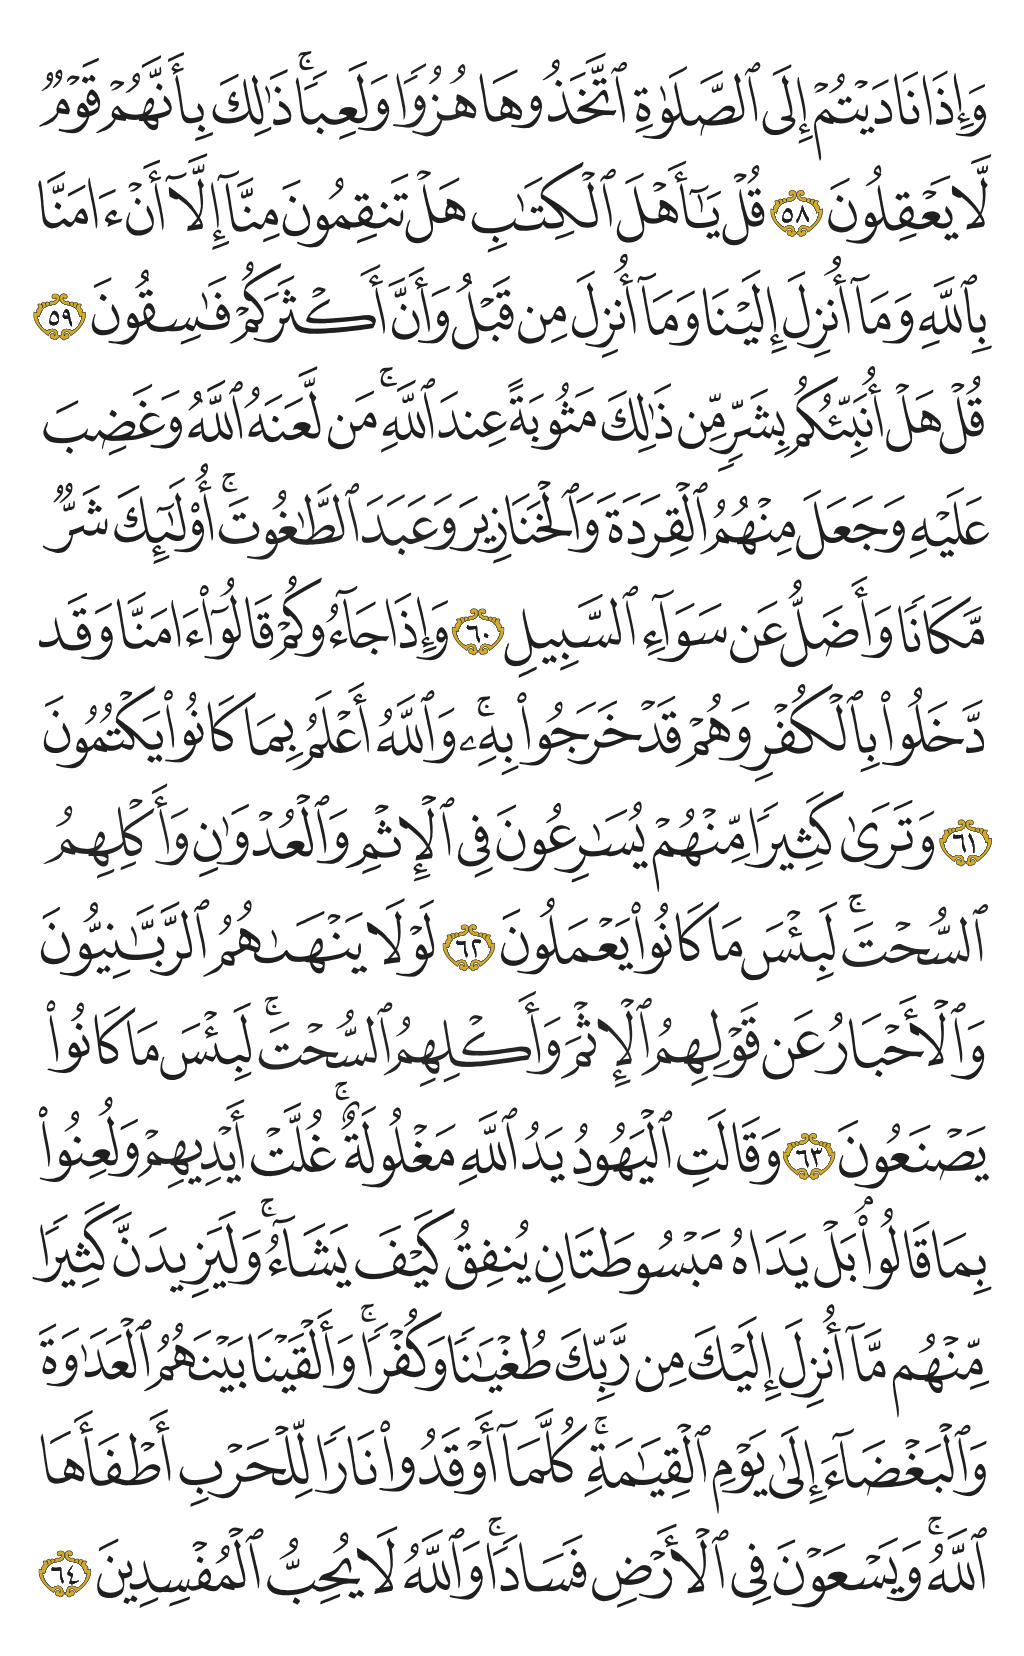 وَإِذَا نَادَيْتُمْ إِلَى ٱلصَّلَوٰةِ ٱتَّخَذُوهَا هُزُوًا وَلَعِبًا ۚ ذَٰلِكَ بِأَنَّهُمْ قَوْمٌ
لَّا يَعْقِلُونَ ٥٨ قُلْ يَـٰٓأَهْلَ ٱلْكِتَـٰبِ هَلْ تَنقِمُونَ مِنَّآ إِلَّآ أَنْ ءَامَنَّا
بِٱللَّهِ وَمَآ أُنزِلَ إِلَيْنَا وَمَآ أُنزِلَ مِن قَبْلُ وَأَنَّ أَكْثَرَكُمْ فَـٰسِقُونَ ٥٩
قُلْ هَلْ أُنَبِّئُكُم بِشَرٍّ مِّن ذَٰلِكَ مَثُوبَةً عِندَ ٱللَّهِ ۚ مَن لَّعَنَهُ ٱللَّهُ وَغَضِبَ
عَلَيْهِ وَجَعَلَ مِنْهُمُ ٱلْقِرَدَةَ وَٱلْخَنَازِيرَ وَعَبَدَ ٱلطَّـٰغُوتَ ۚ أُو۟لَـٰٓئِكَ شَرٌّ
مَّكَانًا وَأَضَلُّ عَن سَوَآءِ ٱلسَّبِيلِ ٦٠ وَإِذَا جَآءُوكُمْ قَالُوٓا۟ ءَامَنَّا وَقَد
دَّخَلُوا۟ بِٱلْكُفْرِ وَهُمْ قَدْ خَرَجُوا۟ بِهِۦ ۚ وَٱللَّهُ أَعْلَمُ بِمَا كَانُوا۟ يَكْتُمُونَ
٦١ وَتَرَىٰ كَثِيرًا مِّنْهُمْ يُسَـٰرِعُونَ فِى ٱلْإِثْمِ وَٱلْعُدْوَٰنِ وَأَكْلِهِمُ
ٱلسُّحْتَ ۚ لَبِئْسَ مَا كَانُوا۟ يَعْمَلُونَ ٦٢ لَوْلَا يَنْهَىٰهُمُ ٱلرَّبَّـٰنِيُّونَ
وَٱلْأَحْبَارُ عَن قَوْلِهِمُ ٱلْإِثْمَ وَأَكْلِهِمُ ٱلسُّحْتَ ۚ لَبِئْسَ مَا كَانُوا۟
يَصْنَعُونَ ٦٣ وَقَالَتِ ٱلْيَهُودُ يَدُ ٱللَّهِ مَغْلُولَةٌ ۚ غُلَّتْ أَيْدِيهِمْ وَلُعِنُوا۟
بِمَا قَالُوا۟ ۘ بَلْ يَدَاهُ مَبْسُوطَتَانِ يُنفِقُ كَيْفَ يَشَآءُ ۚ وَلَيَزِيدَنَّ كَثِيرًا
مِّنْهُم مَّآ أُنزِلَ إِلَيْكَ مِن رَّبِّكَ طُغْيَـٰنًا وَكُفْرًا ۚ وَأَلْقَيْنَا بَيْنَهُمُ ٱلْعَدَٰوَةَ
وَٱلْبَغْضَآءَ إِلَىٰ يَوْمِ ٱلْقِيَـٰمَةِ ۚ كُلَّمَآ أَوْقَدُوا۟ نَارًا لِّلْحَرْبِ أَطْفَأَهَا
ٱللَّهُ ۚ وَيَسْعَوْنَ فِى ٱلْأَرْضِ فَسَادًا ۚ وَٱللَّهُ لَا يُحِبُّ ٱلْمُفْسِدِينَ ٦٤